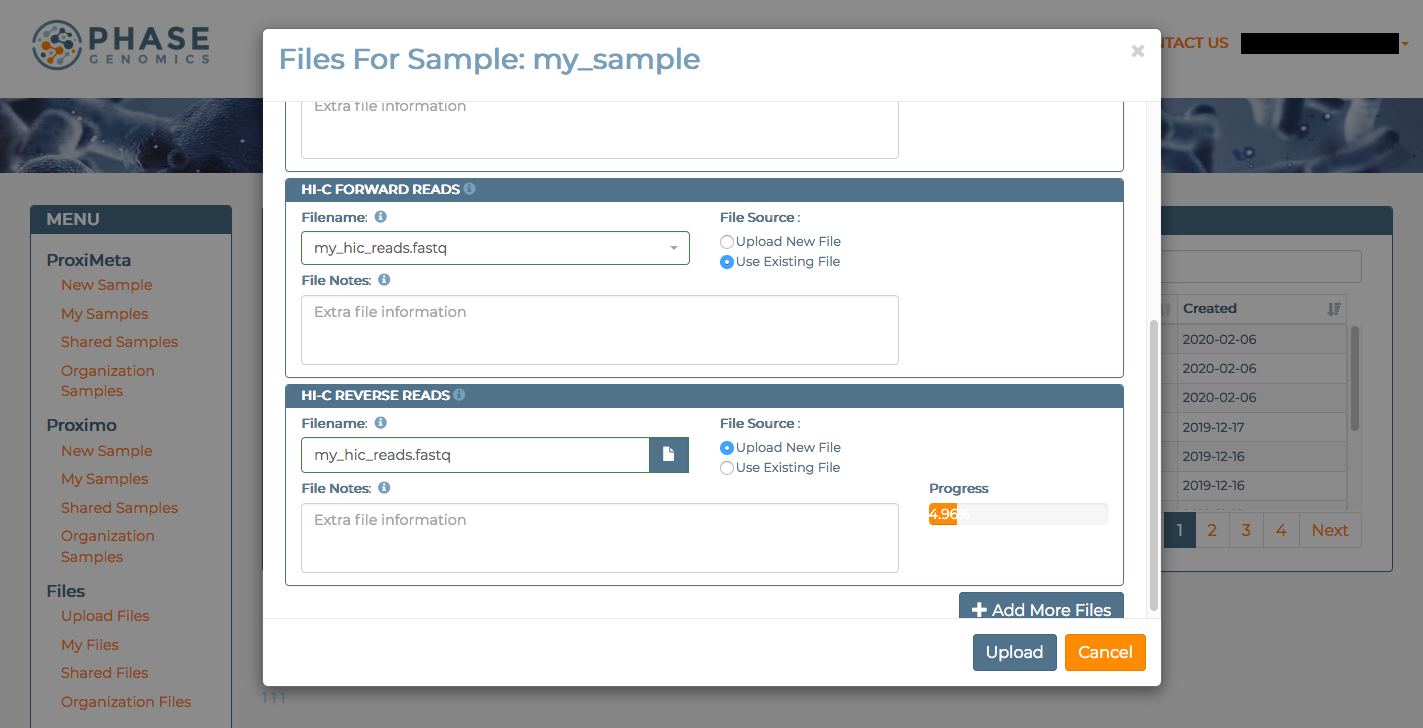 PHASE
GENOMICS
TACT US
Files For Sample: my_sample
×
Extra file information
HI-C FORWARD READS
Filename:
File Source :
my_hic_reads.fastq
Upload New File
Use Existing File
File Notes:
Extra file information
HI-C REVERSE READS
Filename:
File Source :
my_hic_reads.fastq
Upload New File
Use Existing File
File Notes:
Progress
Extra file information
4.96%
Add More Files
Upload
Cancel
MENU
ProxiMeta
New Sample
My Samples
Shared Samples
Organization
Samples
Proximo
New Sample
My Samples
Shared Samples
Organization
Samples
Files
Upload Files
My Files
Shared Files
Organization Files
Created
2020-02-06
2020-02-06
2020-02-06
2019-12-17
2019-12-16
2019-12-16
1 2 3 4 Next